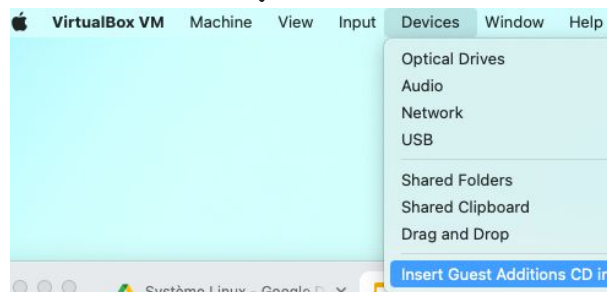 VirtualBox VM Machine View Input Devices Window Help
Optical Drives
Audio
Network
USB
Shared Folders
Shared Clipboard
Drag and Drop
Insert Guest Additions CD
Système Linux - Google